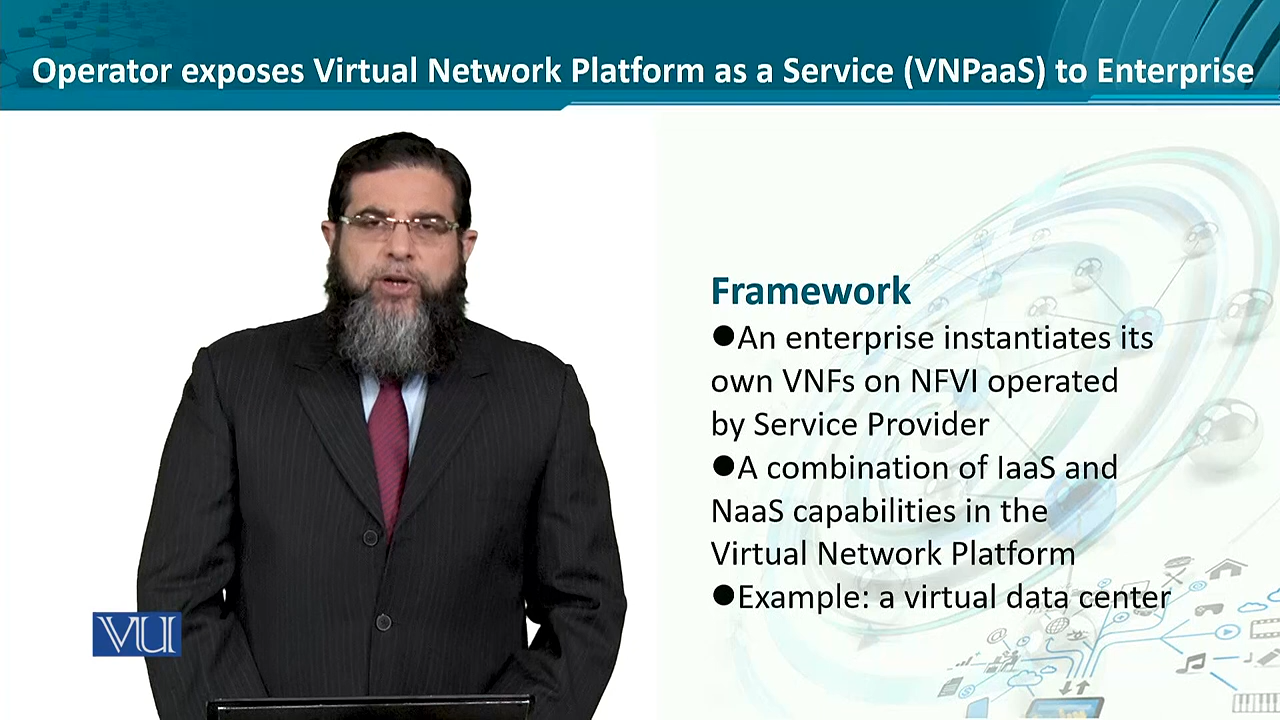 Operator exposes Virtual Network Platform as a Service (VNPaaS) to Enterprise
Framework
●An enterprise instantiates its
own VNFs on NFVI operated
by Service Provider
●A combination of IaaS and
NaaS capabilities in the
Virtual Network Platform
●Example: a virtual data center
VU